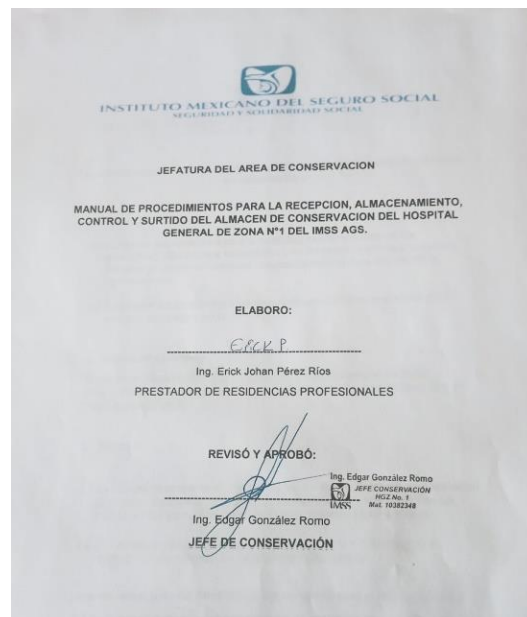 INSTITUTO MEXICANO DEL SEGURO SOCIAL
SEGURIDAD Y SOLIDARIDAD SOCIAL
JEFATURA DEL AREA DE CONSERVACION
MANUAL DE PROCEDIMIENTOS PARA LA RECEPCION, ALMACENAMIENTO,
CONTROL Y SURTIDO DEL ALMACEN DE CONSERVACION DEL HOSPITAL
GENERAL DE ZONA N°1 DEL IMSS AGS.
ELABORO:
ERICK P
Ing. Erick Johan Pérez Ríos
PRESTADOR DE RESIDENCIAS PROFESIONALES
REVISÓ Y APROBÓ:
Ing. Edgar González Romo
JEFE CONSERVACIÓN
HGZ No. 1
IMSS Mat. 10382348
Ing. Edgar González Romo
JEFE DE CONSERVACIÓN